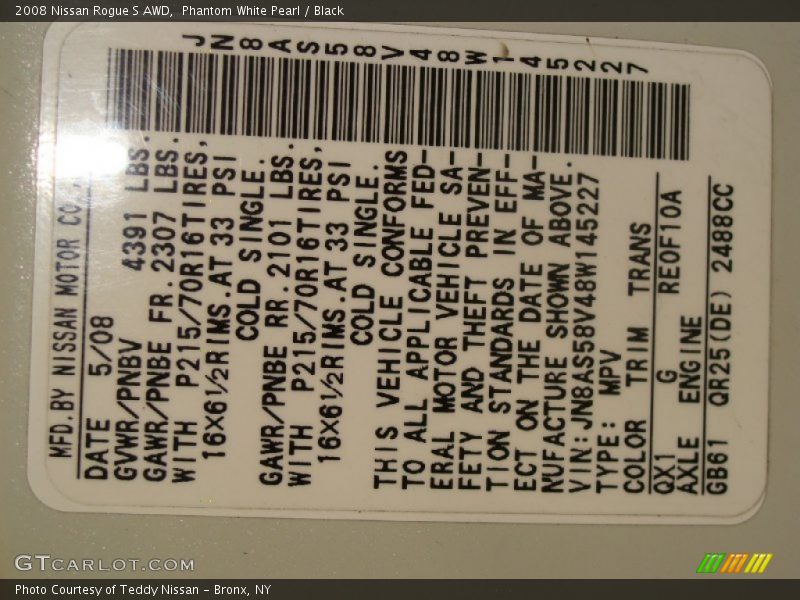 2008 Nissan Rogue S AWD,  Phantom White Pearl / Black
MFD.BY NISSAN MOTOR CO.,
DATE 5/08
GVWR/PNBV 4391 LBS.
GAWR/PNBE FR.2307 LBS.
WITH P215/70R16TIRES,
16X6½RIMS.AT 33 PSI
COLD SINGLE.
GAWR/PNBE RR.2101 LBS.
WITH P215/70R16TIRES,
16X6½RIMS.AT 33 PSI
COLD SINGLE.
THIS VEHICLE CONFORMS
TO ALL APPLICABLE FED-
ERAL MOTOR VEHICLE SA-
FETY AND THEFT PREVEN-
TION STANDARDS IN EFF-
ECT ON THE DATE OF MA-
NUFACTURE SHOWN ABOVE.
VIN:JN8AS58V48W145227
TYPE: MPV
COLOR TRIM TRANS
QX1 G RE0F10A
AXLE ENGINE
GB61 QR25(DE) 2488CC
JN8AS58V48W145227
GTCARLOT.COM
Photo Courtesy of Teddy Nissan - Bronx, NY